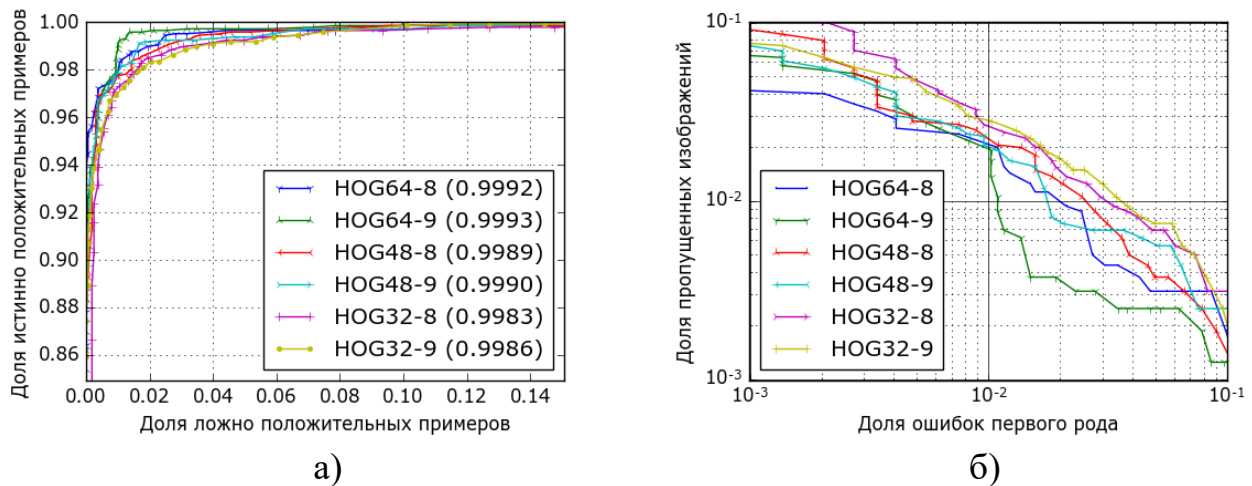 Доля истинно положительных примеров
1.00
0.98
0.96
0.94
0.92
0.90
0.88
0.86
HOG64-8 (0.9992)
HOG64-9 (0.9993)
HOG48-8 (0.9989)
HOG48-9 (0.9990)
HOG32-8 (0.9983)
HOG32-9 (0.9986)
0.00 0.02 0.04 0.06 0.08 0.10 0.12 0.14
Доля ложно положительных примеров
а)
Доля пропущенных изображений
10⁻¹
10⁻²
10⁻³
HOG64-8
HOG64-9
HOG48-8
HOG48-9
HOG32-8
HOG32-9
10⁻³ 10⁻² 10⁻¹
Доля ошибок первого рода
б)